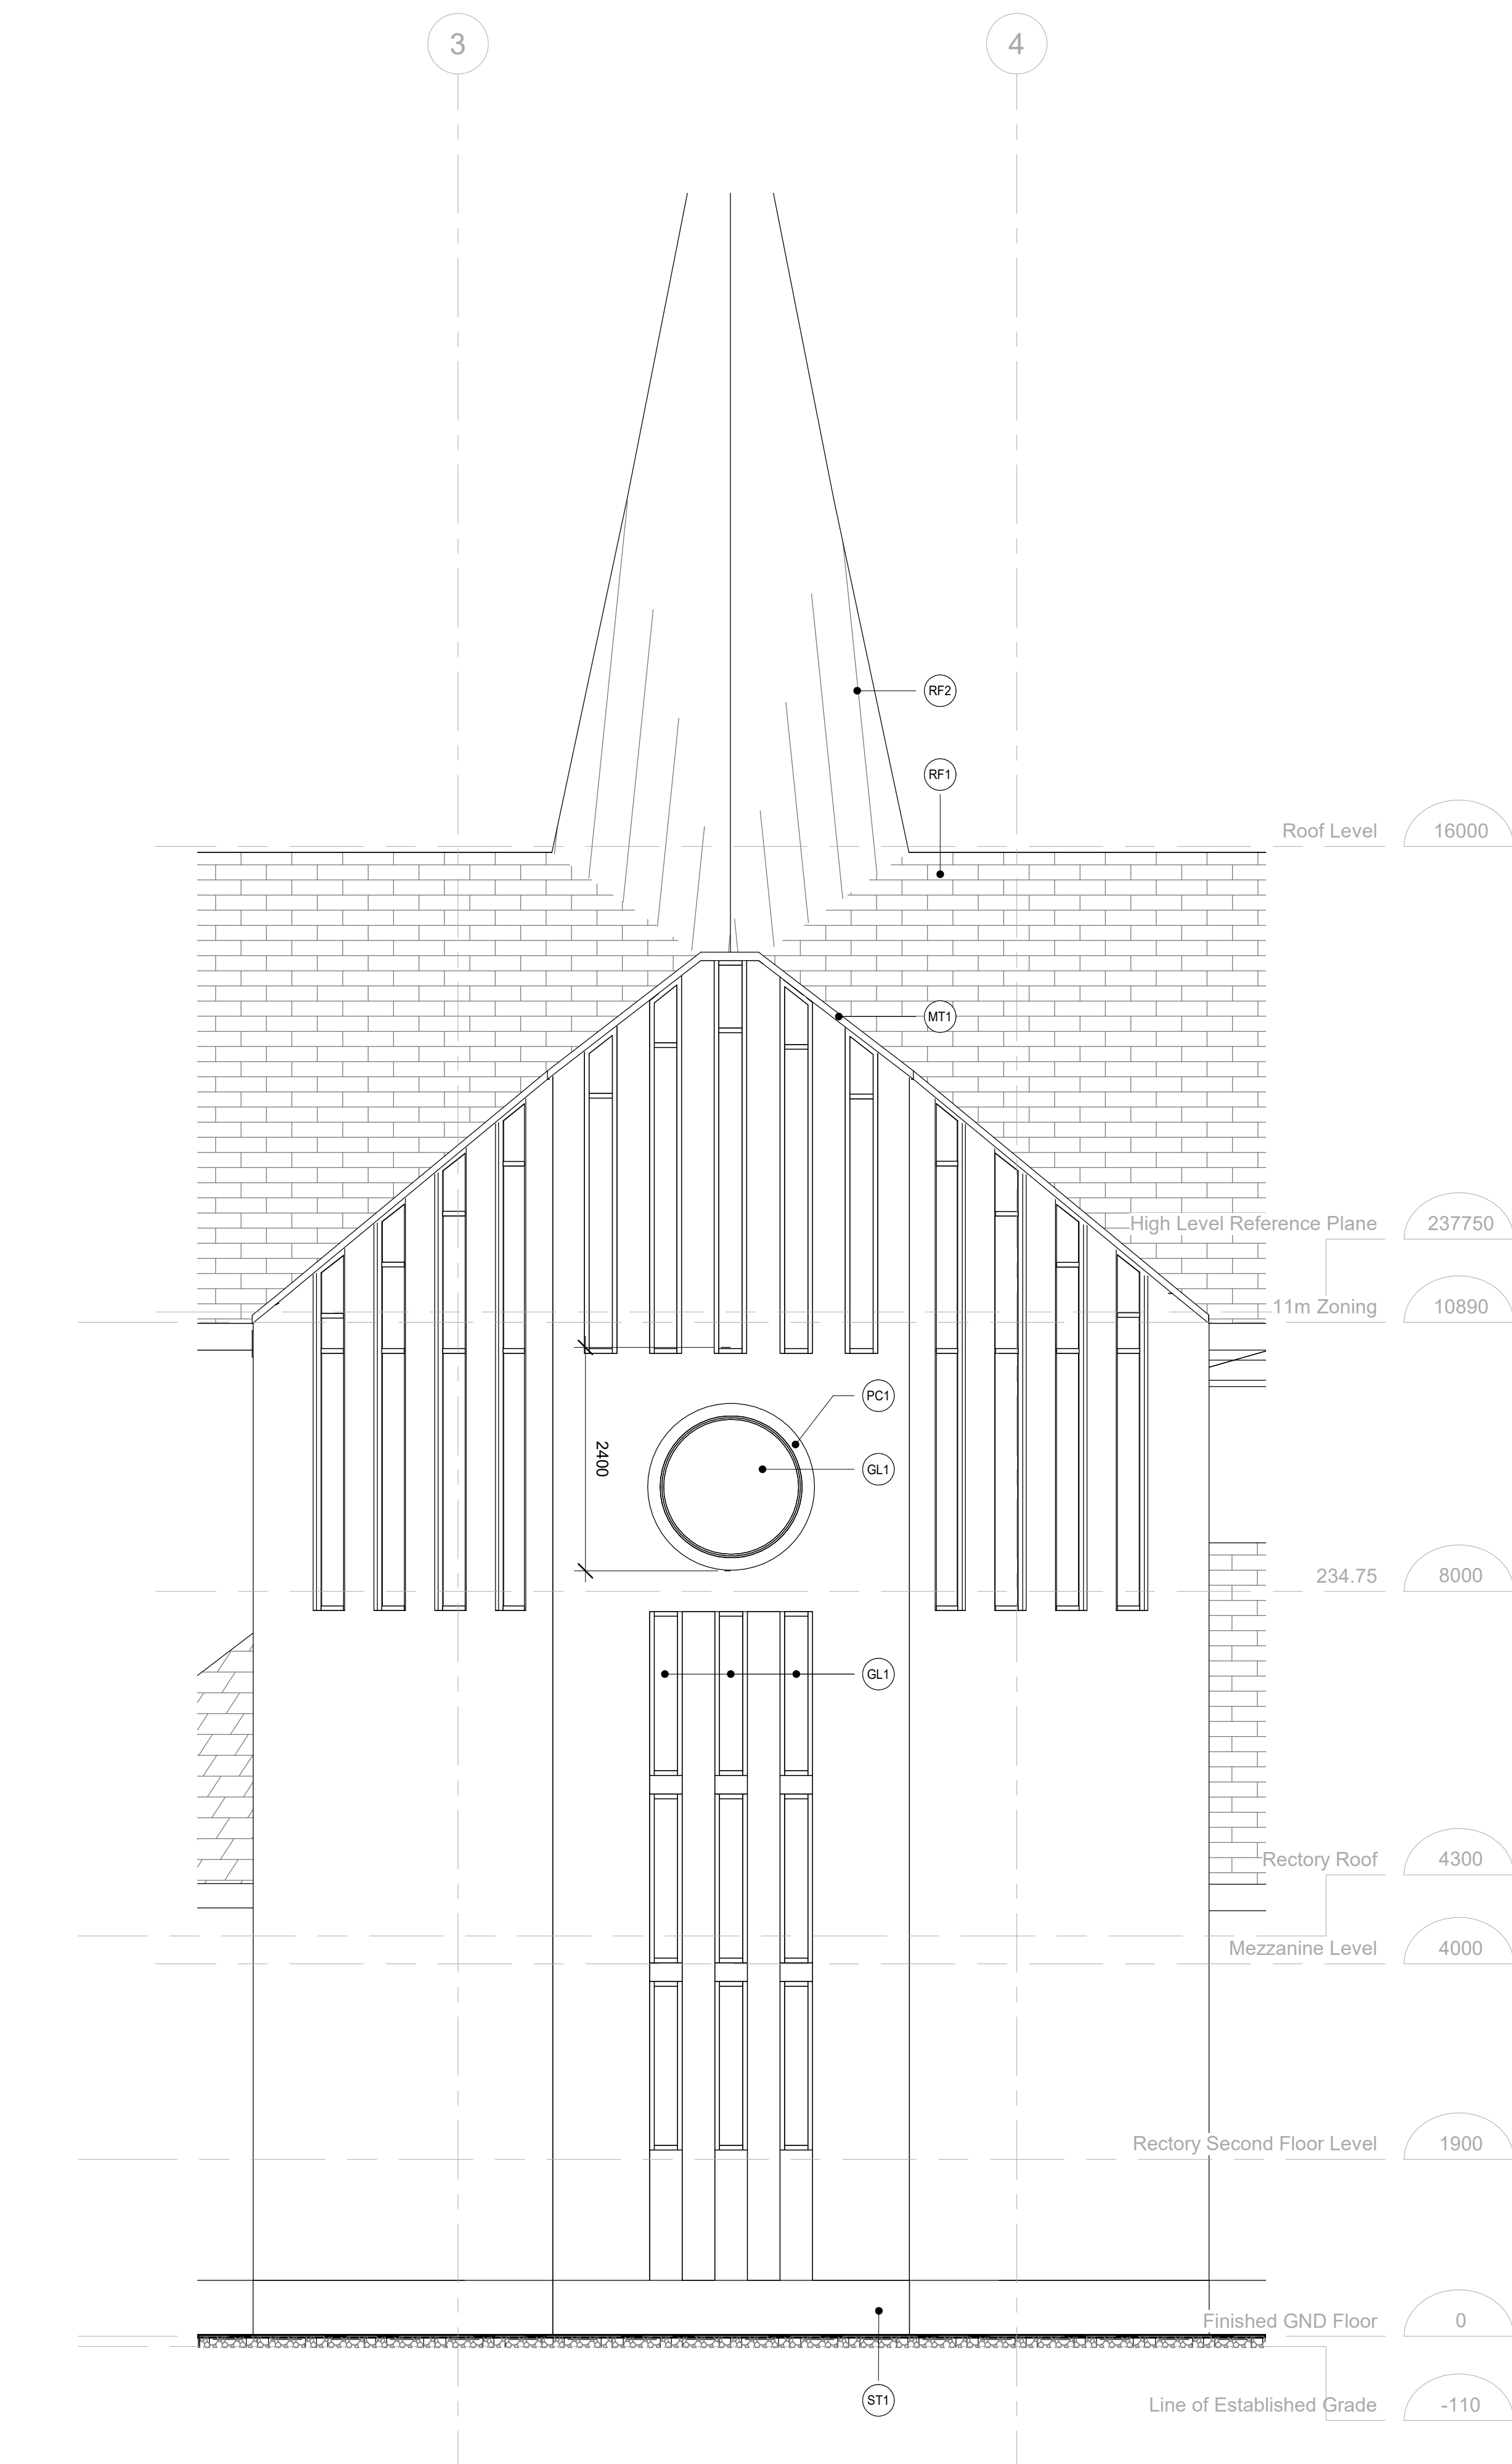 3
4
RF2
RF1
Roof Level 16000
MT1
High Level Reference Plane 237750
11m Zoning 10890
PC1
2400
GL1
234.75 8000
GL1
Rectory Roof 4300
Mezzanine Level 4000
Rectory Second Floor Level 1900
Finished GND Floor 0
ST1
Line of Established Grade -110